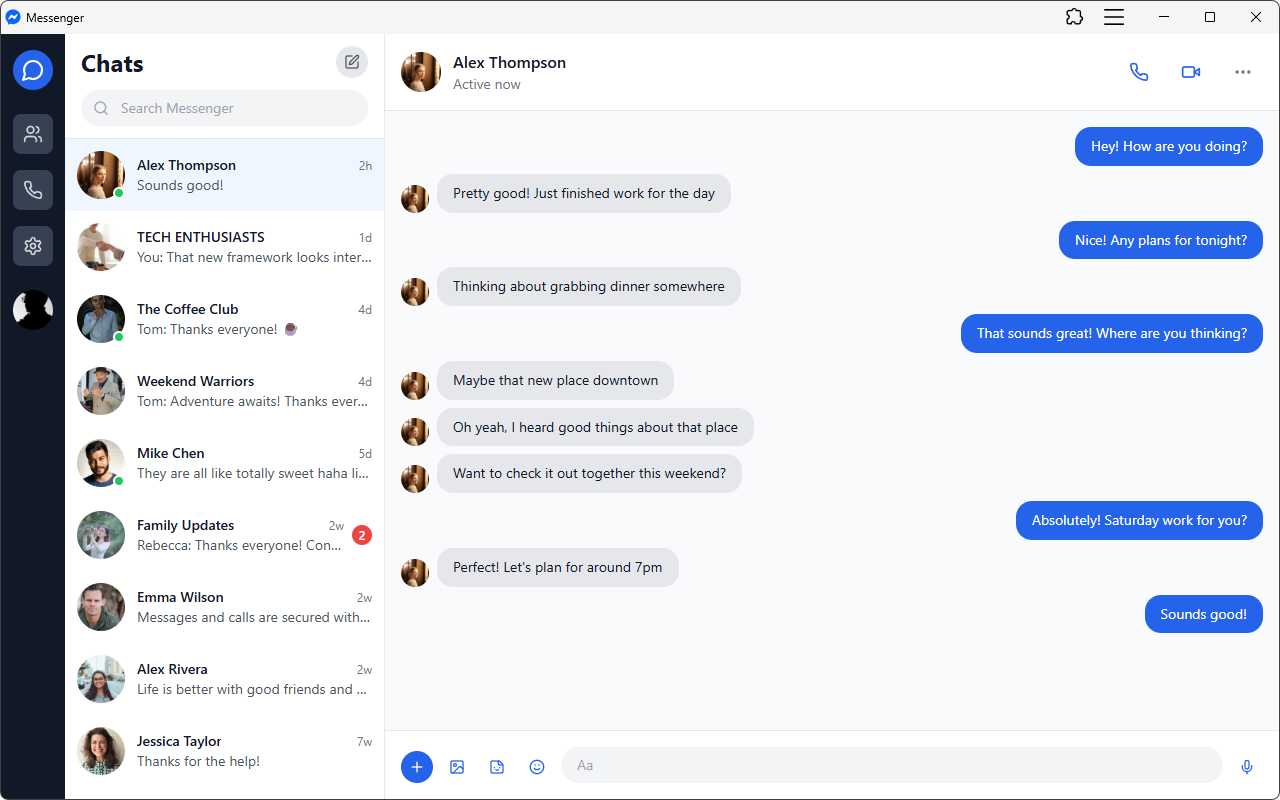 Messenger
Chats
Search Messenger
Alex Thompson
2h
Sounds good!
TECH ENTHUSIASTS
1d
You: That new framework looks inter...
The Coffee Club
4d
Tom: Thanks everyone!
Weekend Warriors
4d
Tom: Adventure awaits! Thanks ever...
Mike Chen
5d
They are all like totally sweet haha li...
Family Updates
2w
Rebecca: Thanks everyone! Con...
2
Emma Wilson
2w
Messages and calls are secured with...
Alex Rivera
2w
Life is better with good friends and ...
Jessica Taylor
7w
Thanks for the help!
Alex Thompson
Active now
Hey! How are you doing?
Pretty good! Just finished work for the day
Nice! Any plans for tonight?
Thinking about grabbing dinner somewhere
That sounds great! Where are you thinking?
Maybe that new place downtown
Oh yeah, I heard good things about that place
Want to check it out together this weekend?
Absolutely! Saturday work for you?
Perfect! Let's plan for around 7pm
Sounds good!
Aa